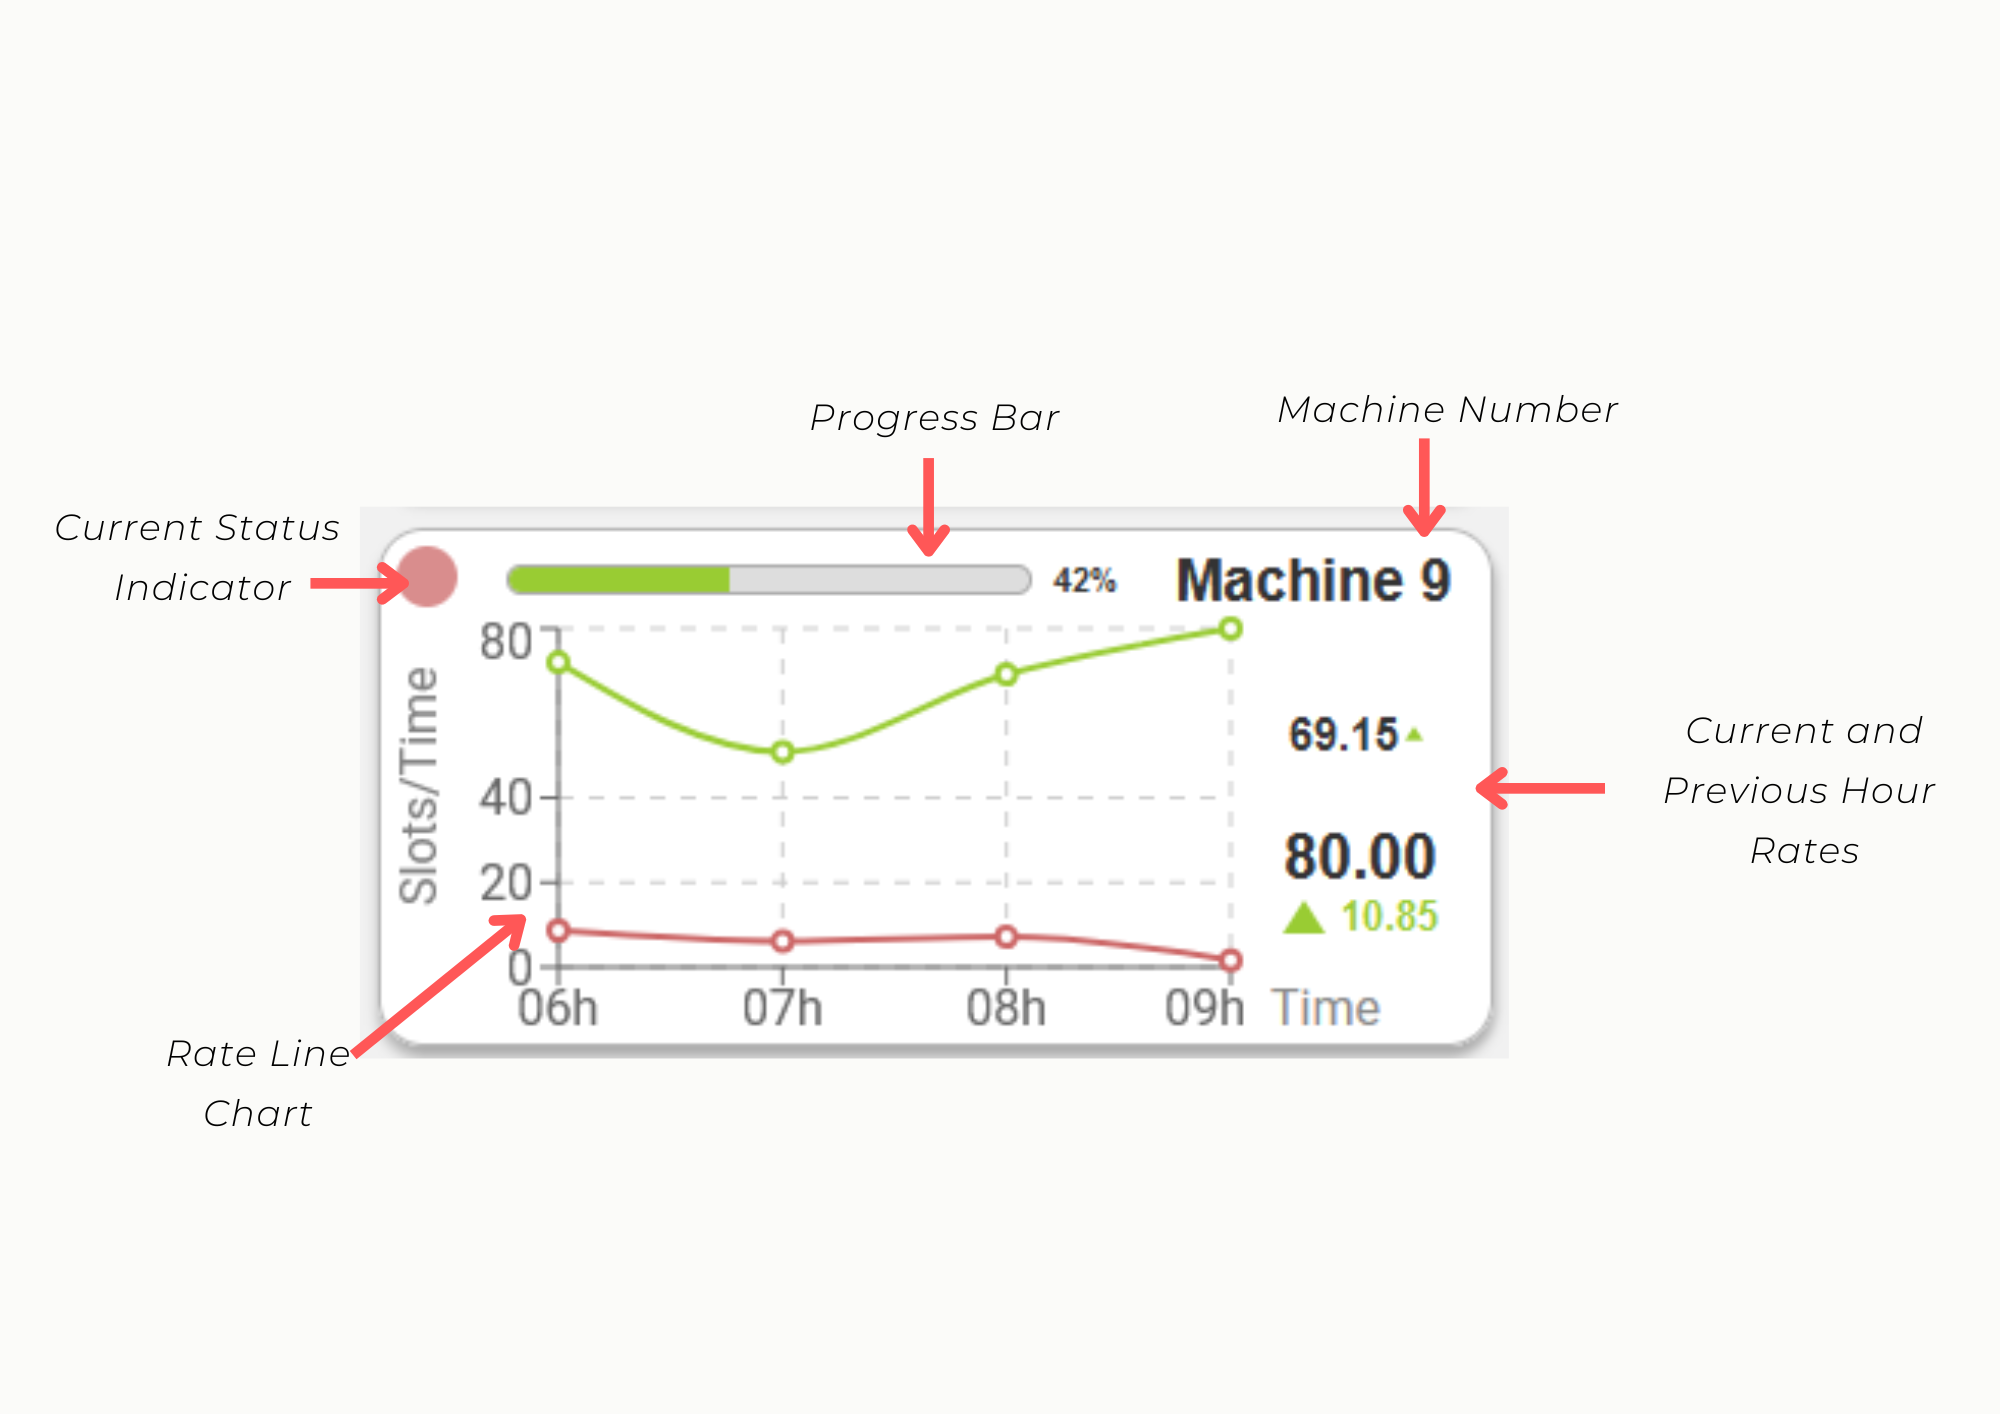 Progress Bar
Machine Number
Current Status
Indicator
42%
Machine 9
80
40
20
0
Slots/Time
69.15
80.00
10.85
06h
07h
08h
09h
Time
Current and
Previous Hour
Rates
Rate Line
Chart